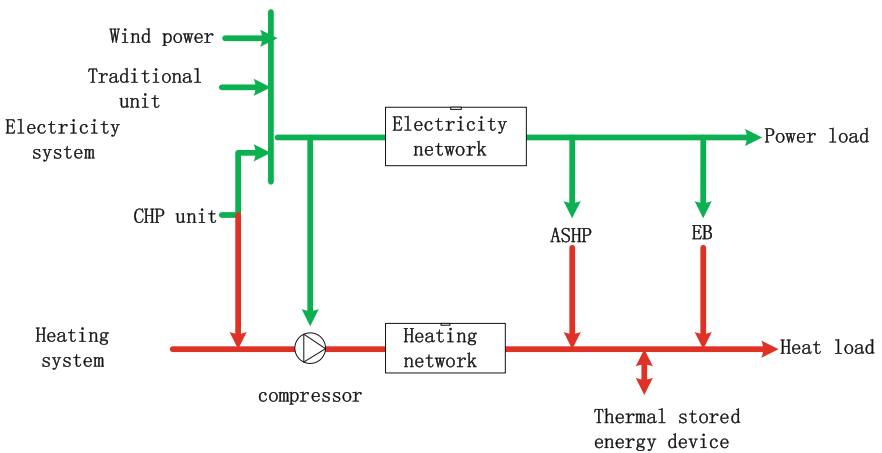 Wind power
Traditional
unit
Electricity
system
CHP unit
Electricity
network
Power load
ASHP
EB
Heating
system
compressor
Heating
network
Heat load
Thermal stored
energy device